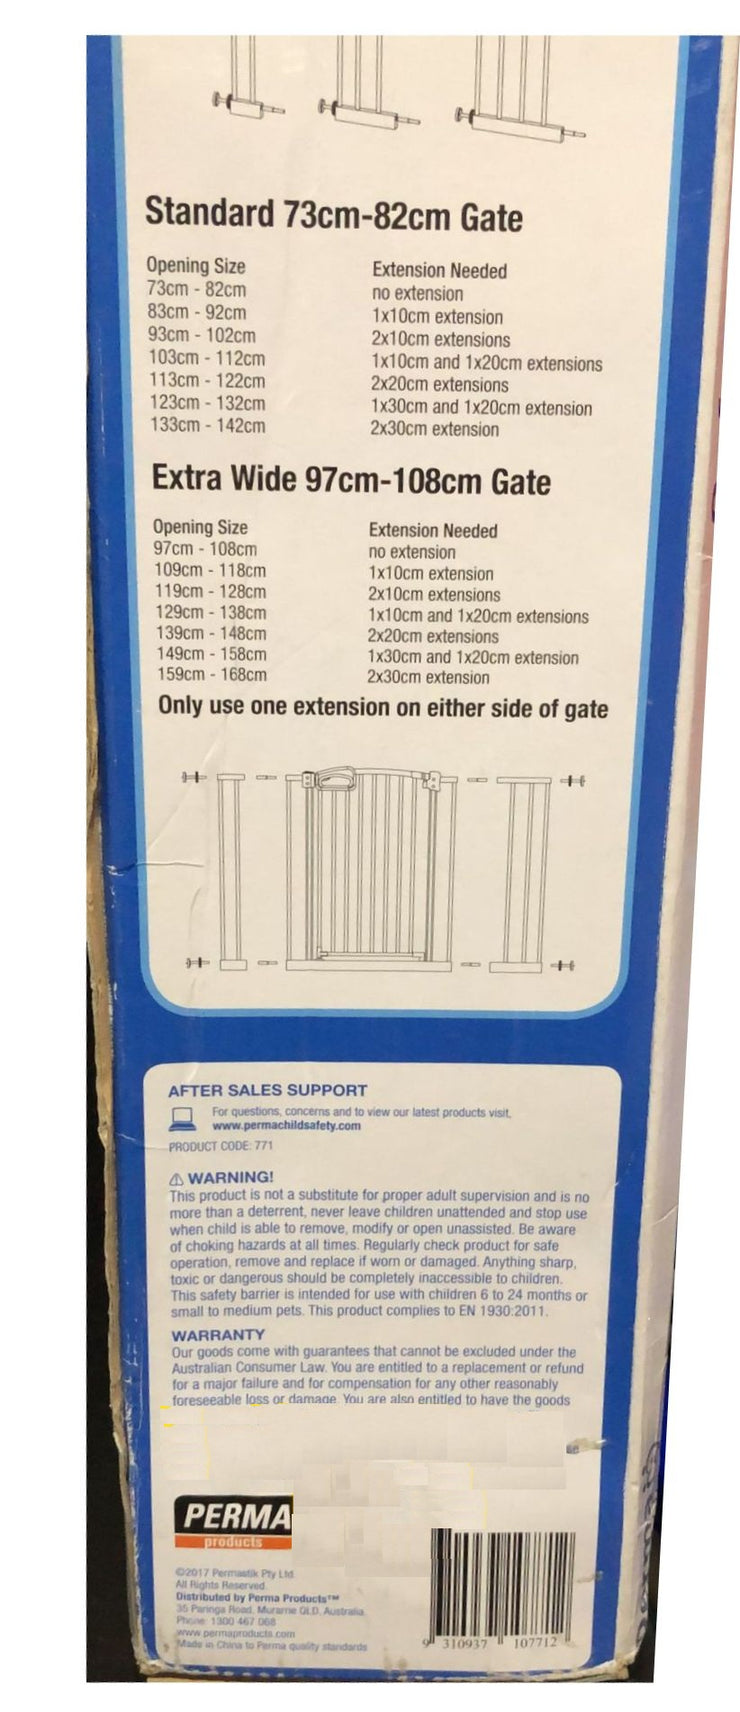 Standard 73cm-82cm Gate
Opening Size Extension Needed
73cm - 82cm no extension
83cm - 92cm 1x10cm extension
93cm - 102cm 2x10cm extensions
103cm - 112cm 1x10cm and 1x20cm extensions
113cm - 122cm 2x20cm extensions
123cm - 132cm 1x30cm and 1x20cm extension
133cm - 142cm 2x30cm extension
Extra Wide 97cm-108cm Gate
Opening Size Extension Needed
97cm - 108cm no extension
109cm - 118cm 1x10cm extension
119cm - 128cm 2x10cm extensions
129cm - 138cm 1x10cm and 1x20cm extensions
139cm - 148cm 2x20cm extensions
149cm - 158cm 1x30cm and 1x20cm extension
159cm - 168cm 2x30cm extension
Only use one extension on either side of gate
AFTER SALES SUPPORT
For questions, concerns and to view our latest products visit,
www.permachildsafety.com
PRODUCT CODE: 771
⚠ WARNING!
This product is not a substitute for proper adult supervision and is no
more than a deterrent, never leave children unattended and stop use
when child is able to remove, modify or open unassisted. Be aware
of choking hazards at all times. Regularly check product for safe
operation, remove and replace if worn or damaged. Anything sharp,
toxic or dangerous should be completely inaccessible to children.
This safety barrier is intended for use with children 6 to 24 months or
small to medium pets. This product complies to EN 1930:2011.
WARRANTY
Our goods come with guarantees that cannot be excluded under the
Australian Consumer Law. You are entitled to a replacement or refund
for a major failure and for compensation for any other reasonably
foreseeable loss or damage. You are also entitled to have the goods
PERMA
products
©2017 Permastik Pty Ltd
All Rights Reserved.
Distributed by Perma Products™
35 Paringa Road, Murarrie QLD, Australia
Phone: 1300 467 068
www.permaproducts.com
Made in China to Perma quality standards
9 310937 107712